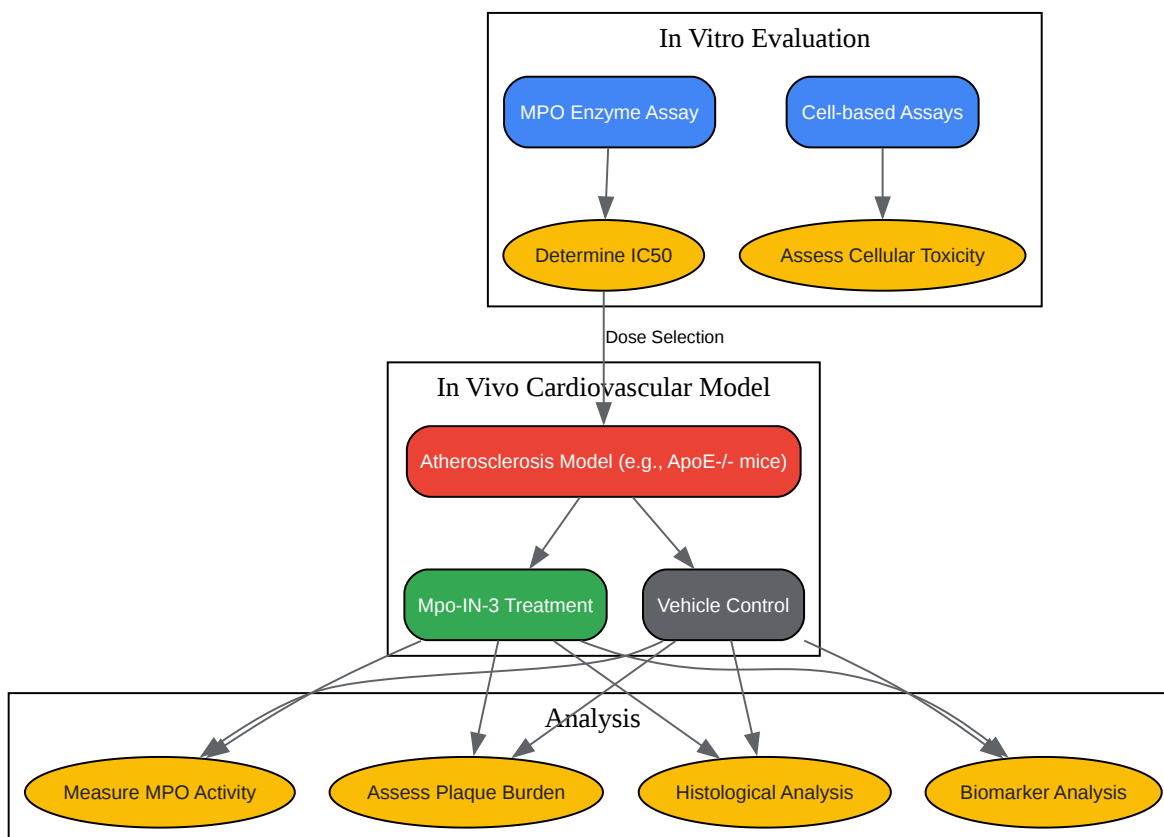 In Vitro Evaluation
MPO Enzyme Assay
Cell-based Assays
Determine IC50
Assess Cellular Toxicity
Dose Selection
In Vivo Cardiovascular Model
Atherosclerosis Model (e.g., ApoE-/- mice)
Mpo-IN-3 Treatment
Vehicle Control
Analysis
Measure MPO Activity
Assess Plaque Burden
Histological Analysis
Biomarker Analysis